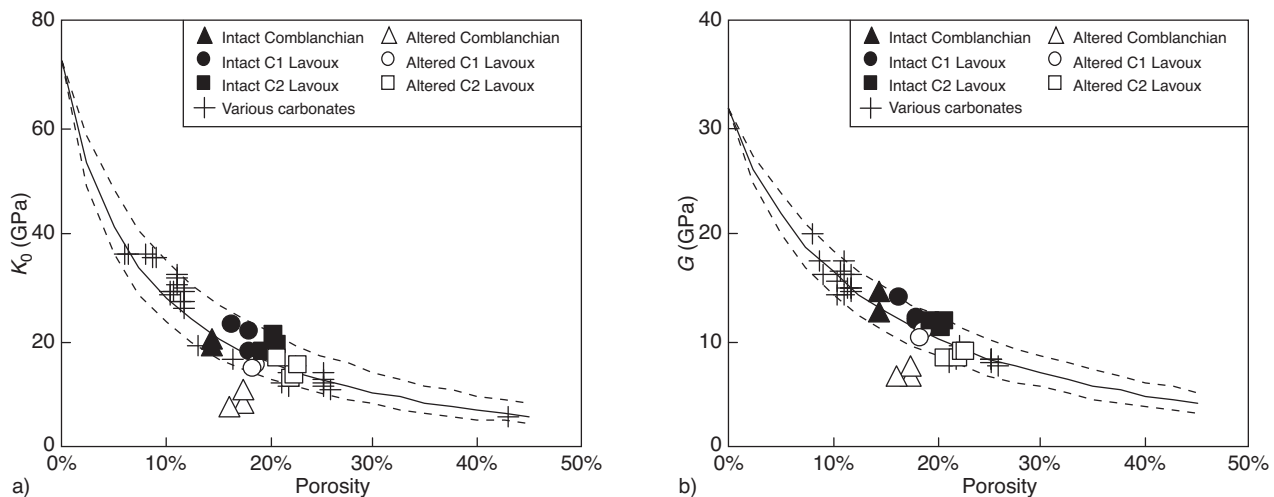 80
Intact Comblanchian
Altered Comblanchian
Intact C1 Lavoux
Altered C1 Lavoux
Intact C2 Lavoux
Altered C2 Lavoux
Various carbonates
60
40
20
0
K0 (GPa)
0%
10%
20%
30%
40%
50%
a)
Porosity
40
Intact Comblanchian
Altered Comblanchian
Intact C1 Lavoux
Altered C1 Lavoux
Intact C2 Lavoux
Altered C2 Lavoux
Various carbonates
30
20
10
0
G (GPa)
0%
10%
20%
30%
40%
50%
b)
Porosity